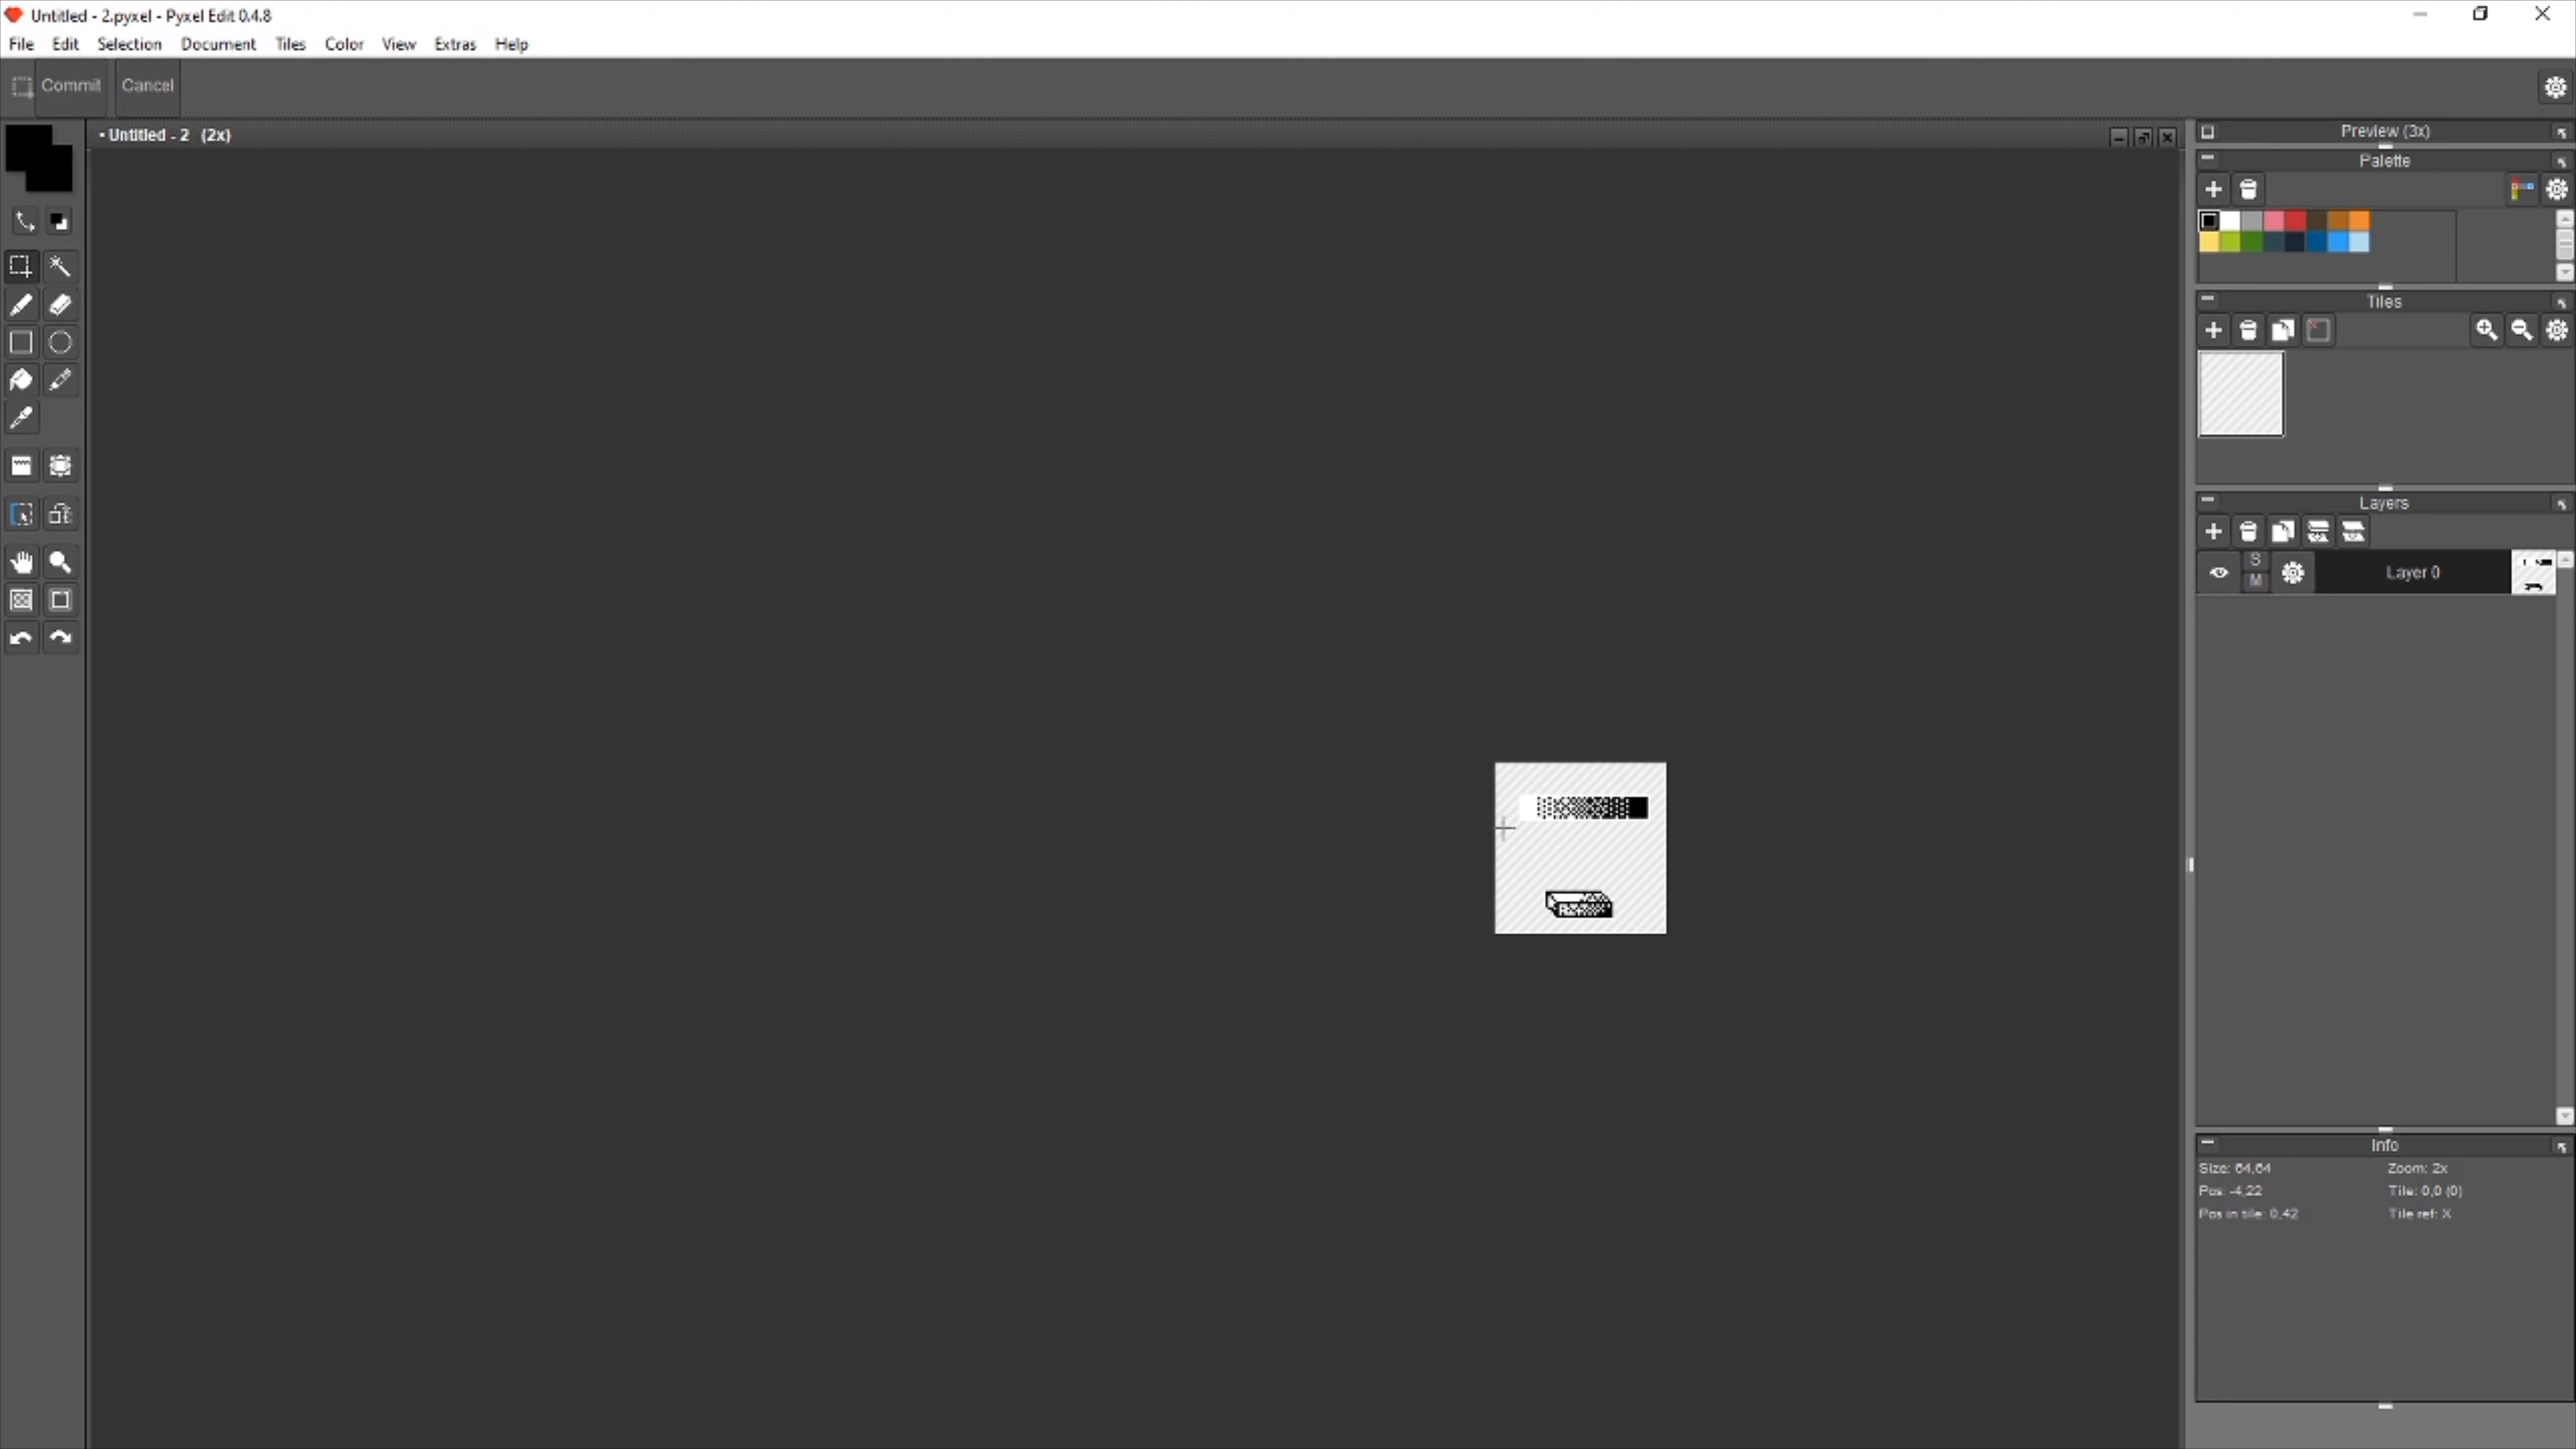 Untitled - 2.pyxel - Pyxel Edit 0.4.8
File Edit Selection Document Tiles Color View Extras Help
Commit Cancel
• Untitled - 2 (2x)
Preview (3x)
Palette
Tiles
Layers
S
M
Layer 0
Info
Size: 64,64 Zoom: 2x
Pos: -4,22 Tile: 0,0 (0)
Pos in tile: 0,42 Tile ref: X